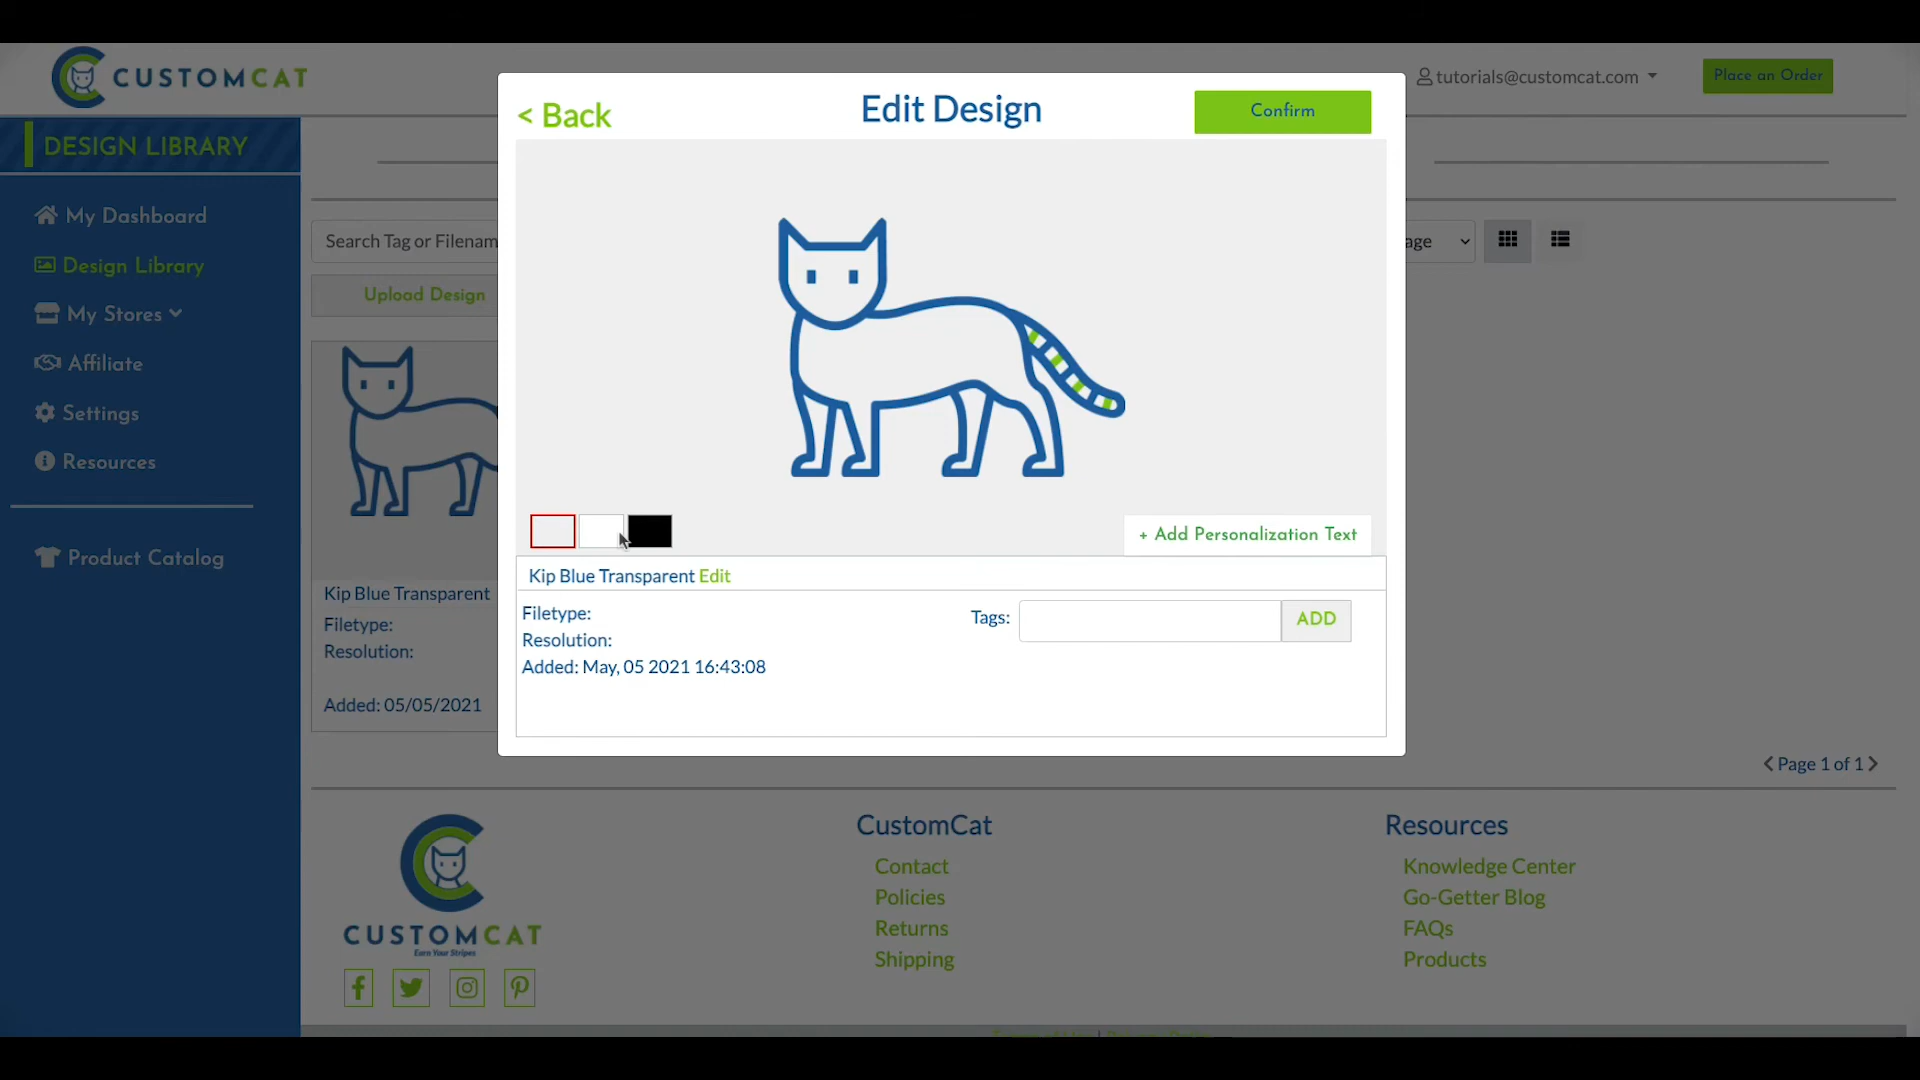 CUSTOMCAT
tutorials@customcat.com
Place an Order
DESIGN LIBRARY
My Dashboard
Design Library
My Stores
Affiliate
Settings
Resources
Product Catalog
Search Tag or Filenam
age
Upload Design
Kip Blue Transparent
Filetype:
Resolution:
Added: 05/05/2021
< Back
Edit Design
Confirm
+ Add Personalization Text
Kip Blue Transparent Edit
Filetype:
Resolution:
Added: May, 05 2021 16:43:08
Tags:
ADD
Page 1 of 1
CUSTOMCAT
Earn Your Stripes
CustomCat
Contact
Policies
Returns
Shipping
Resources
Knowledge Center
Go-Getter Blog
FAQs
Products